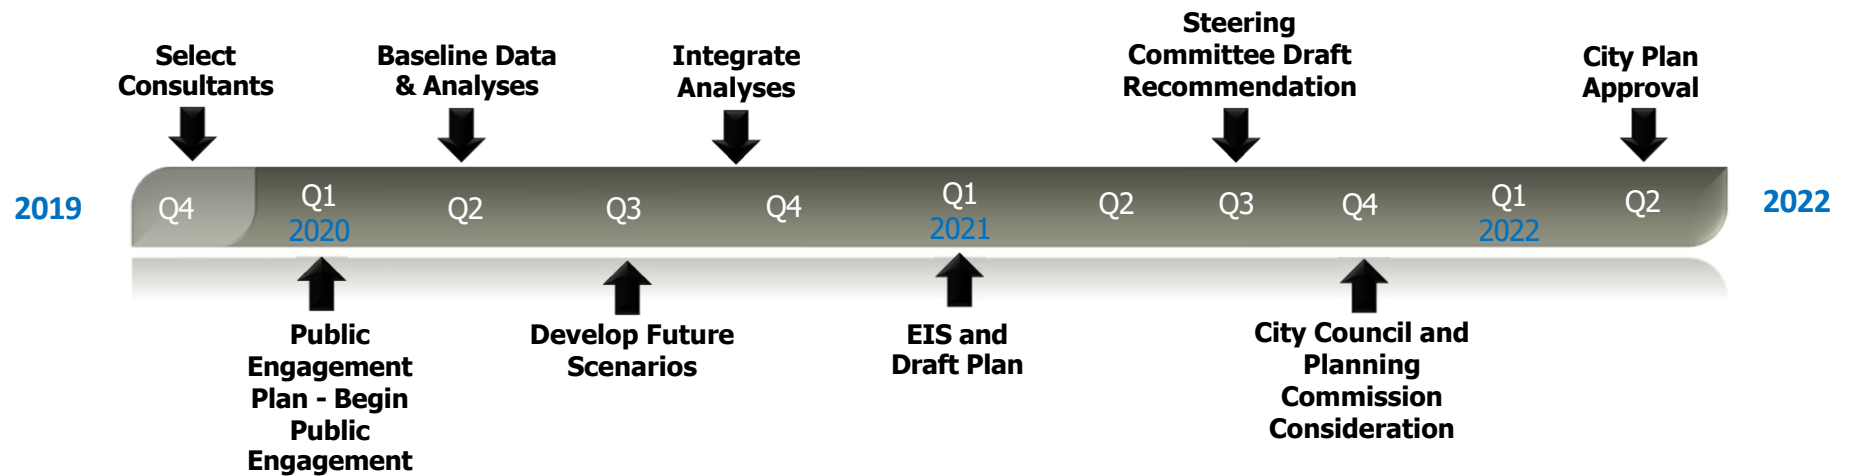 Select
Consultants
Baseline Data
& Analyses
Integrate
Analyses
Steering
Committee Draft
Recommendation
City Plan
Approval
2019
Q4
Q1
2020
Q2
Q3
Q4
Q1
2021
Q2
Q3
Q4
Q1
2022
Q2
2022
Public
Engagement
Plan - Begin
Public
Engagement
Develop Future
Scenarios
EIS and
Draft Plan
City Council and
Planning
Commission
Consideration